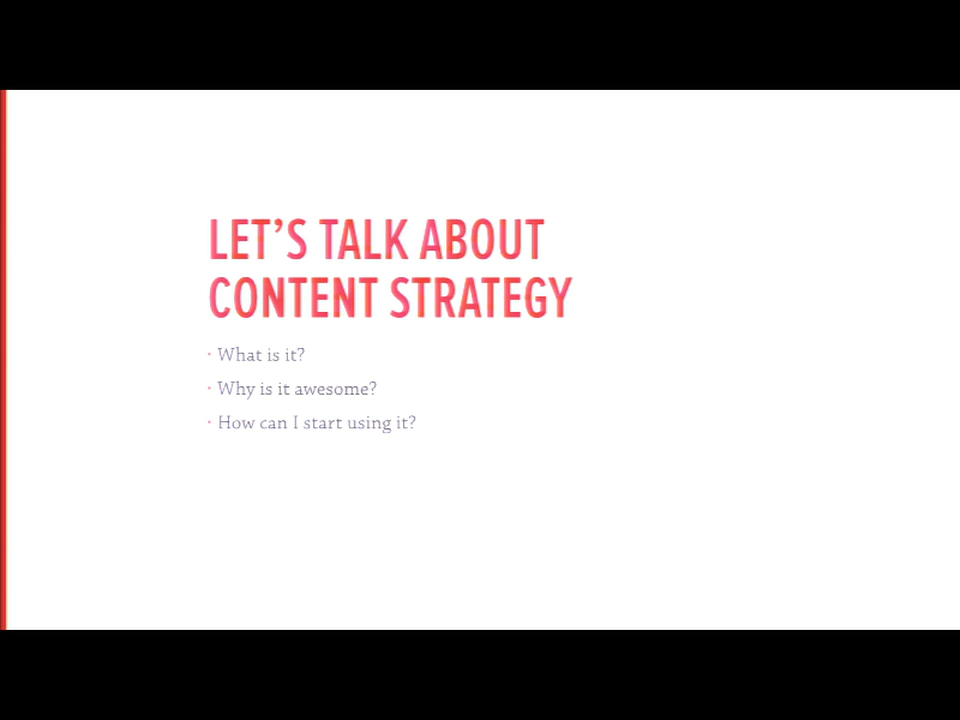 LET’S TALK ABOUT
CONTENT STRATEGY
· What is it?
· Why is it awesome?
· How can I start using it?